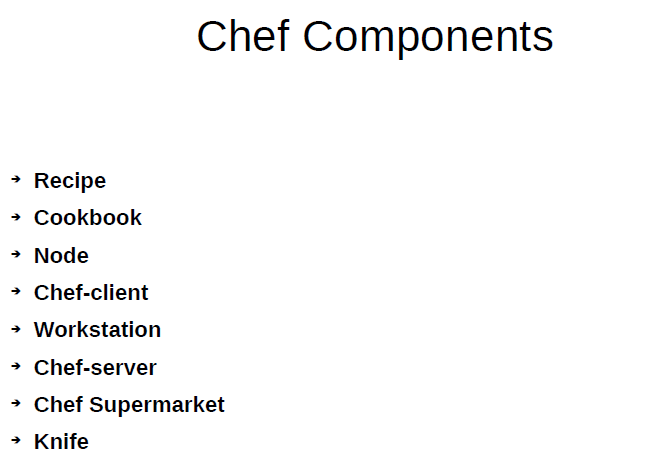 Chef Components
➔ Recipe
➔ Cookbook
➔ Node
➔ Chef-client
➔ Workstation
➔ Chef-server
➔ Chef Supermarket
➔ Knife